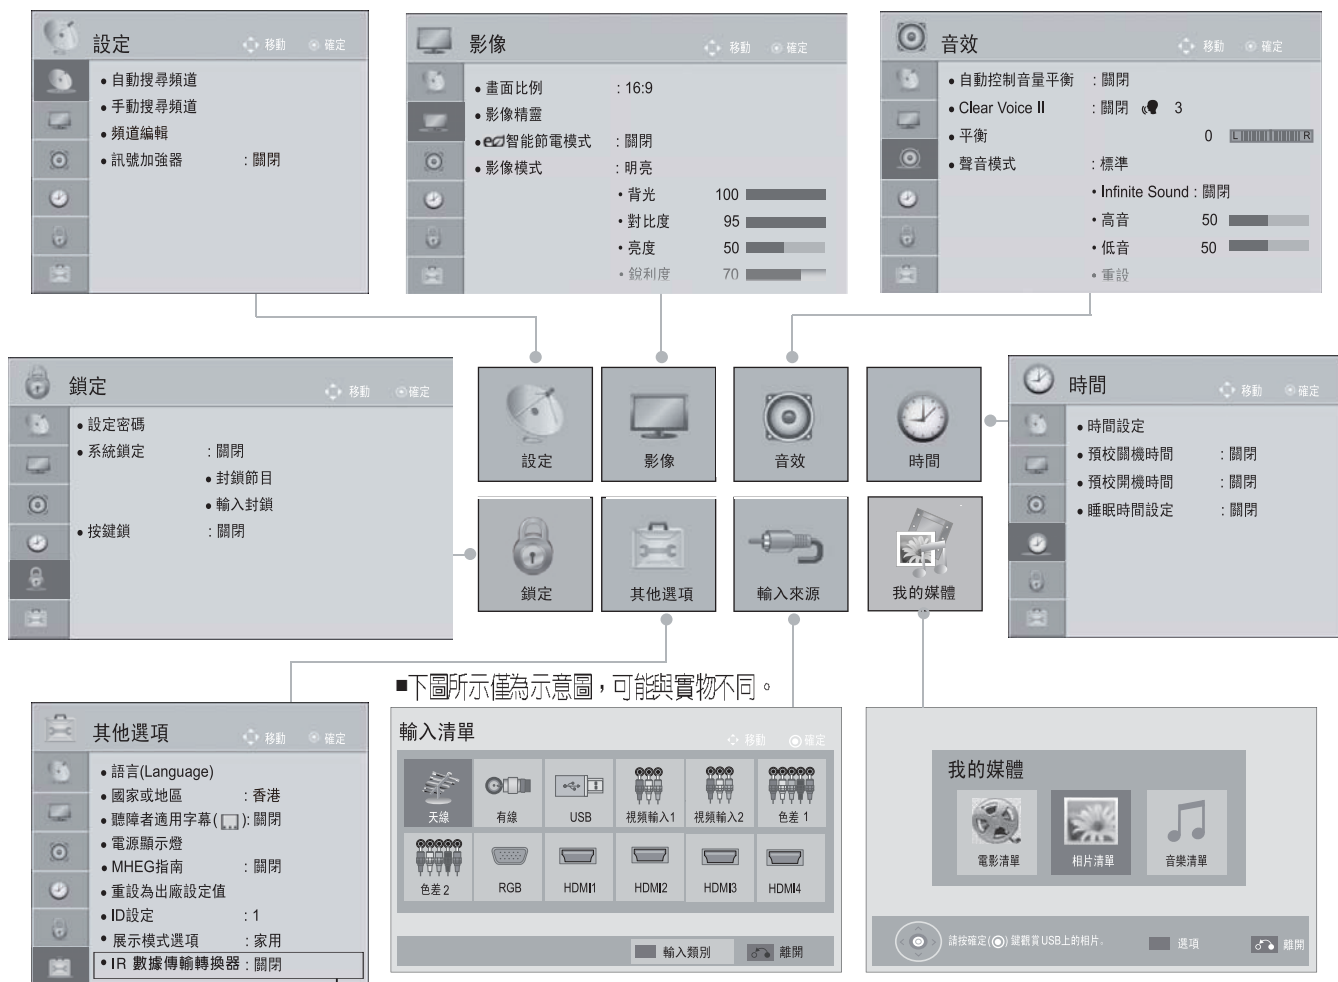 設定
移動 確定
• 自動搜尋頻道
• 手動搜尋頻道
• 頻道編輯
• 訊號加強器 : 關閉
影像
移動 確定
• 畫面比例 : 16:9
• 影像精靈
• eco智能節電模式 : 關閉
• 影像模式 : 明亮
• 背光 100
• 對比度 95
• 亮度 50
• 銳利度 70
音效
移動 確定
• 自動控制音量平衡 : 關閉
• Clear Voice II : 關閉 3
• 平衡 0 L R
• 聲音模式 : 標準
• Infinite Sound : 關閉
• 高音 50
• 低音 50
• 重設
鎖定
移動 確定
• 設定密碼
• 系統鎖定 : 關閉
• 封鎖節目
• 輸入封鎖
• 按鍵鎖 : 關閉
設定
影像
音效
時間
鎖定
其他選項
輸入來源
我的媒體
時間
移動 確定
• 時間設定
• 預校關機時間 : 關閉
• 預校開機時間 : 關閉
• 睡眠時間設定 : 關閉
■下圖所示僅為示意圖,可能與實物不同。
其他選項
移動 確定
• 語言(Language)
• 國家或地區 : 香港
• 聽障者適用字幕( ): 關閉
• 電源顯示燈
• MHEG指南 : 關閉
• 重設為出廠設定值
• ID設定 : 1
• 展示模式選項 : 家用
• IR 數據傳輸轉換器 : 關閉
輸入清單
移動 確定
天線 有線 USB 視頻輸入1 視頻輸入2 色差 1
色差 2 RGB HDMI1 HDMI2 HDMI3 HDMI4
輸入類別 離開
我的媒體
電影清單 相片清單 音樂清單
請按確定(◉) 鍵觀賞USB上的相片. 選項 離開